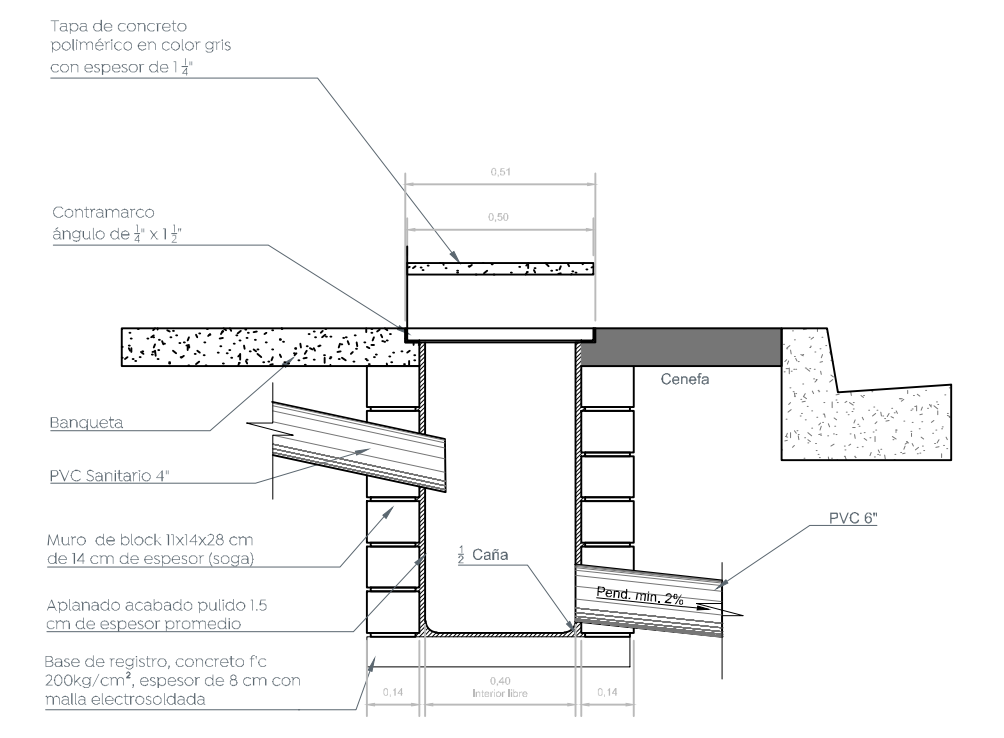 Tapa de concreto
polimérico en color gris
con espesor de 1 1/4"
0,51
Contramarco
ángulo de 1/4" x 1 1/2"
0,50
Cenefa
Banqueta
PVC Sanitario 4"
PVC 6"
Muro de block 11x14x28 cm
de 14 cm de espesor (soga)
1/2 Caña
Pend. min. 2%
Aplanado acabado pulido 1.5
cm de espesor promedio
Base de registro, concreto f'c
200kg/cm², espesor de 8 cm con
malla electrosoldada
0,14
0,40
Interior libre
0,14